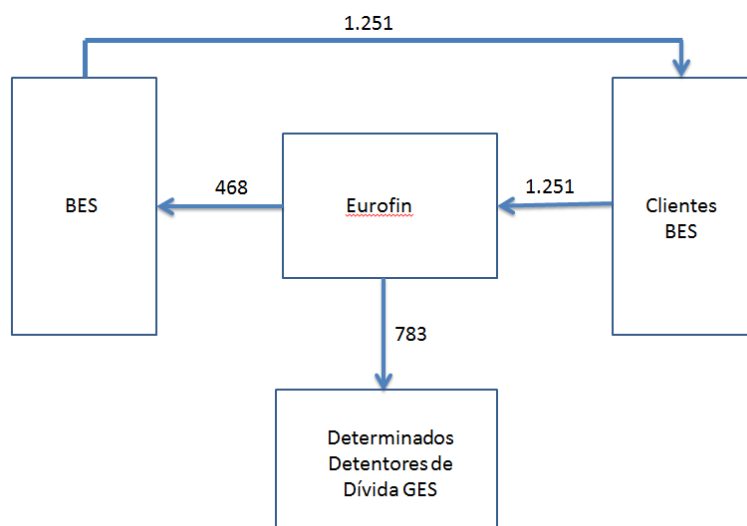 1.251
BES
468
Eurofin
1.251
Clientes
BES
783
Determinados
Detentores de
Dívida GES